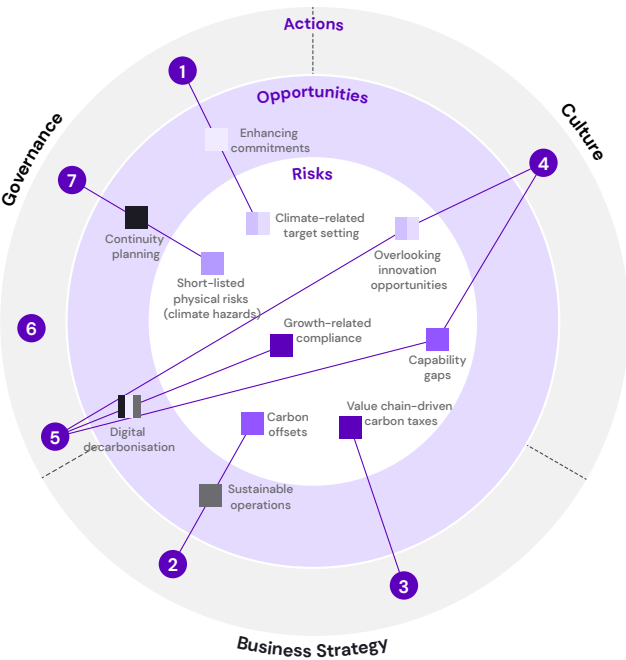 Actions
Opportunities
Risks
Governance
Culture
Business Strategy
1
Enhancing
commitments
7
4
Climate-related
target setting
Continuity
planning
Overlooking
innovation
opportunities
Short-listed
physical risks
(climate hazards)
6
Growth-related
compliance
Capability
gaps
5
Digital
decarbonisation
Carbon
offsets
Value chain-driven
carbon taxes
Sustainable
operations
2
3